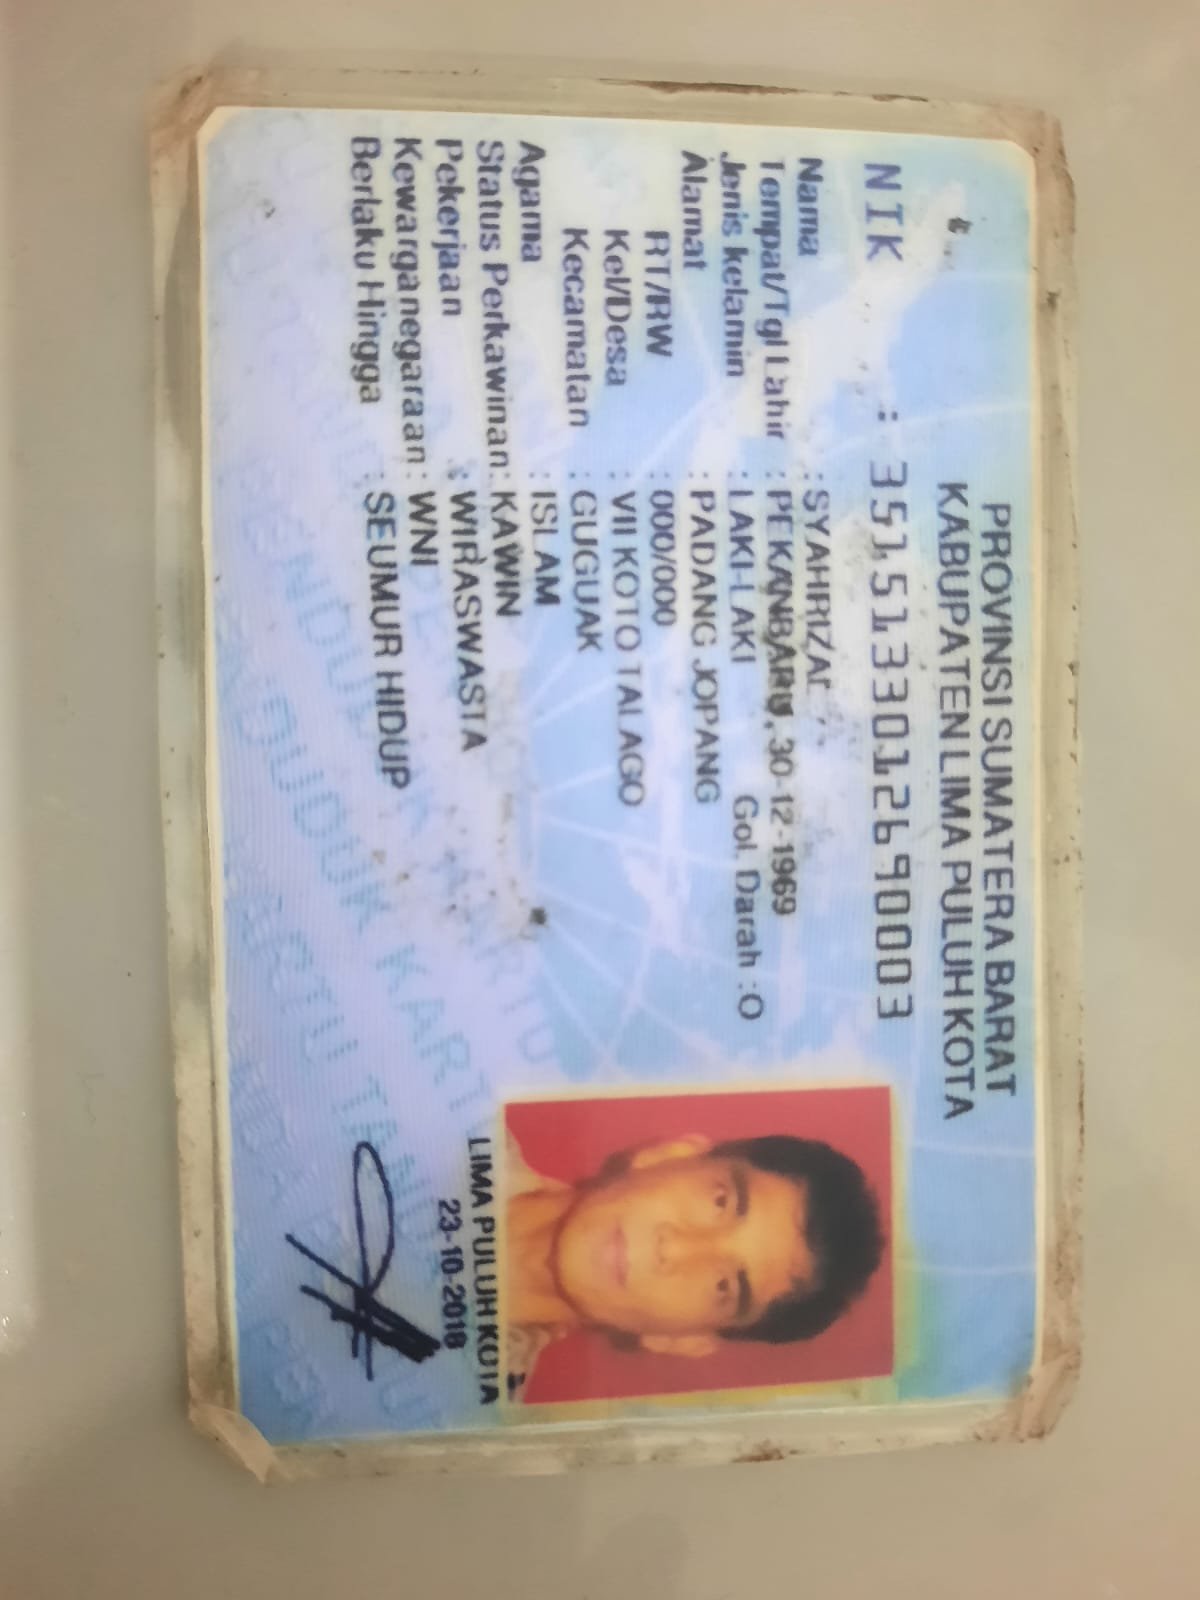 PROVINSI SUMATERA BARAT
KABUPATEN LIMA PULUH KOTA
NIK : 3515133012690003
Nama : SYAHRIZAL
Tempat/Tgl Lahir : PEKANBARU, 30-12-1969
Jenis kelamin : LAKI-LAKI Gol. Darah :O
Alamat : PADANG JOPANG
RT/RW : 000/000
Kel/Desa : VII KOTO TALAGO
Kecamatan : GUGUAK
Agama : ISLAM
Status Perkawinan: KAWIN
Pekerjaan : WIRASWASTA
Kewarganegaraan : WNI
Berlaku Hingga : SEUMUR HIDUP
LIMA PULUH KOTA
23-10-2018